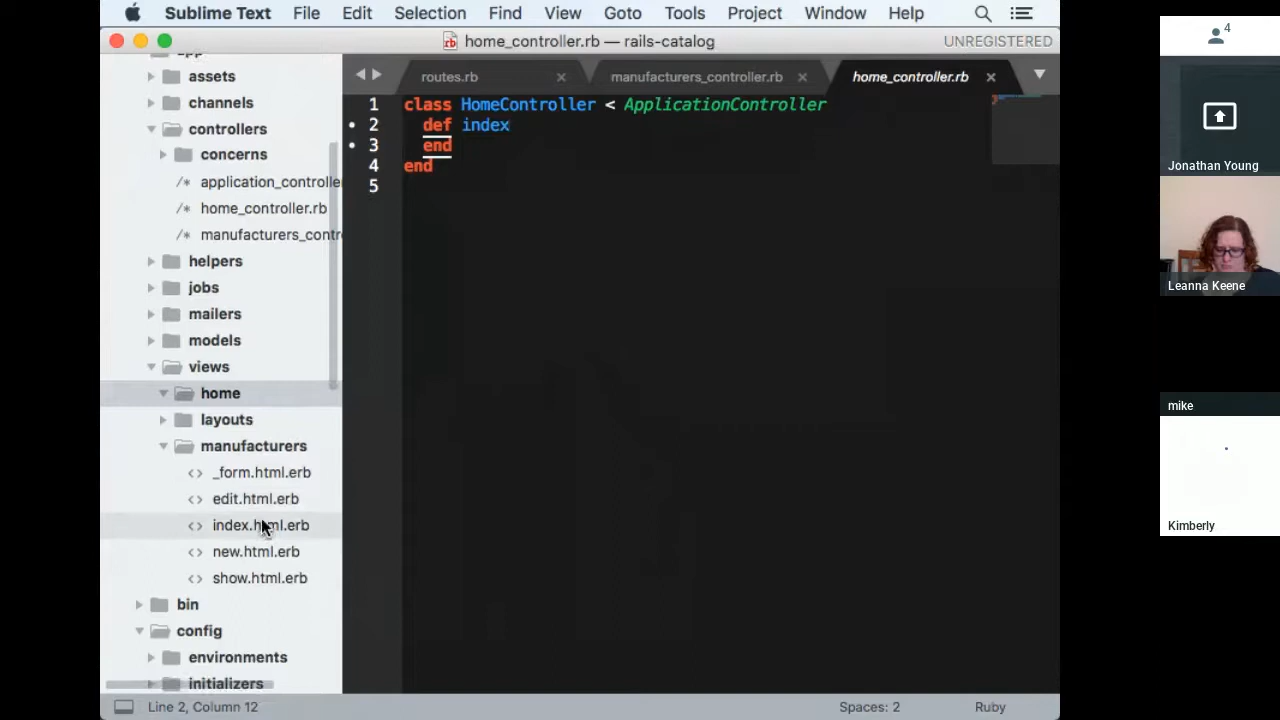 Sublime Text File Edit Selection Find View Goto Tools Project Window Help
home_controller.rb — rails-catalog UNREGISTERED
routes.rb manufacturers_controller.rb home_controller.rb
assets
channels
controllers
concerns
/* application_controlle
/* home_controller.rb
/* manufacturers_contr
helpers
jobs
mailers
models
views
home
layouts
manufacturers
<> _form.html.erb
<> edit.html.erb
<> index.html.erb
<> new.html.erb
<> show.html.erb
bin
config
environments
initializers
1 class HomeController < ApplicationController
2 def index
3 end
4 end
5
Line 2, Column 12 Spaces: 2 Ruby
4
Jonathan Young
Leanna Keene
mike
Kimberly